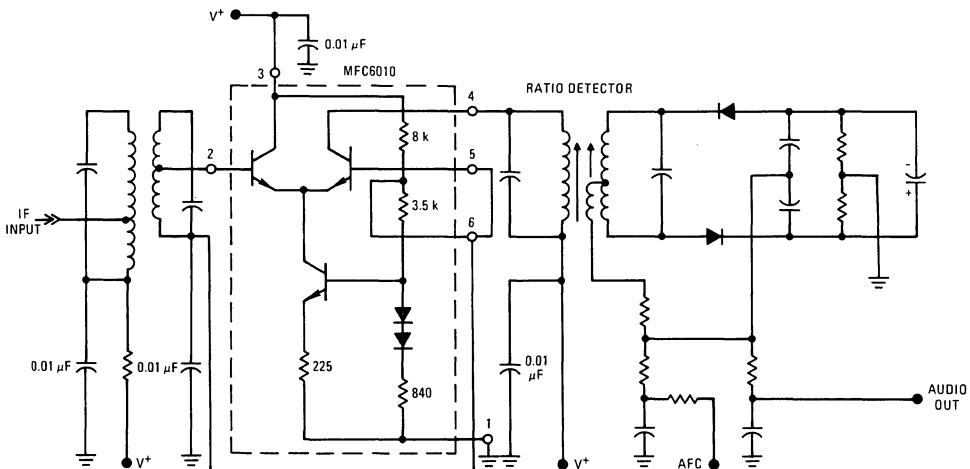 V+
0.01 µF
3
MFC6010
4
RATIO DETECTOR
8 k
2
5
-
3.5 k
+
IF
INPUT
6
0.01 µF
0.01 µF
225
840
0.01
µF
1
AUDIO
OUT
V+
V+
AFC